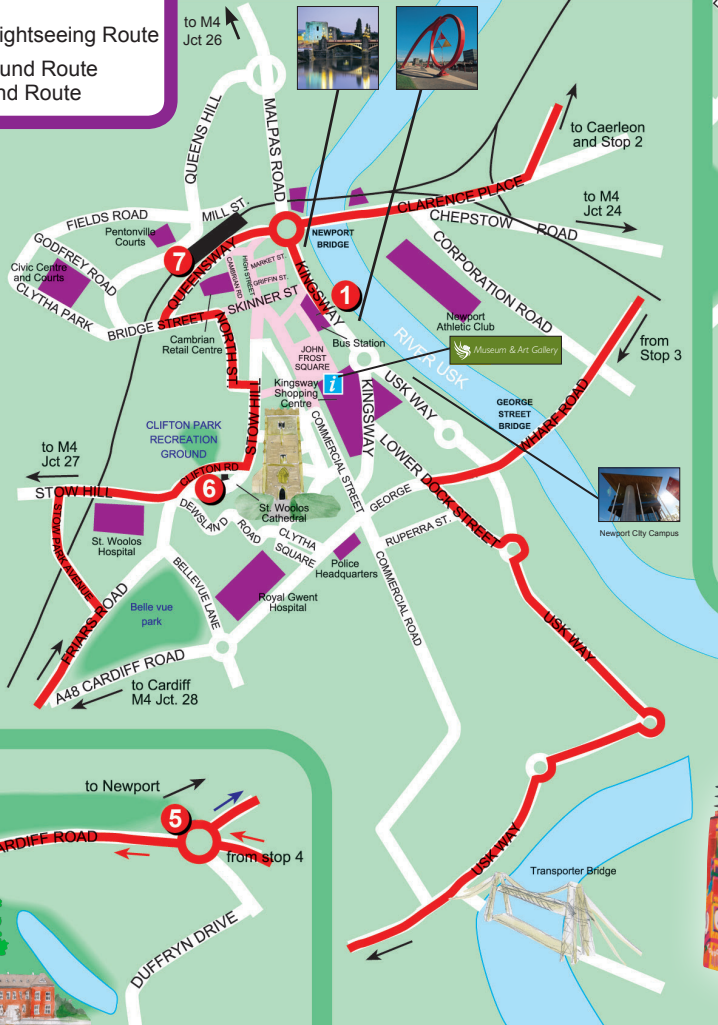 ightseeing Route
und Route
nd Route
to M4
Jct 26
QUEENS HILL
MALPAS ROAD
to Caerleon
and Stop 2
CLARENCE PLACE
to M4
Jct 24
CHEPSTOW ROAD
CORPORATION ROAD
FIELDS ROAD
MILL ST.
Pentonville
Courts
GODFREY ROAD
7
QUEENSWAY
NEWPORT
BRIDGE
Civic Centre
and Courts
CLYTHA PARK
CAMBRIAN RD
HIGH STREET
MARKET ST.
GRIFFIN ST.
KINGSWAY
1
SKINNER ST
BRIDGE STREET
Cambrian
Retail Centre
NORTH ST.
Bus Station
Newport
Athletic Club
RIVER USK
from
Stop 3
JOHN
FROST
SQUARE
Museum & Art Gallery
i
Kingsway
Shopping
Centre
KINGSWAY
USK WAY
GEORGE
STREET
BRIDGE
WHARF ROAD
STOW HILL
COMMERCIAL STREET
LOWER DOCK STREET
CLIFTON PARK
RECREATION
GROUND
to M4
Jct 27
STOW HILL
CLIFTON RD
6
St. Woolos
Cathedral
GEORGE
STOW PARK AVENUE
St. Woolos
Hospital
DEWSLAND ROAD
CLYTHA
SQUARE
RUPERRA ST.
Police
Headquarters
Newport City Campus
BELLEVUE LANE
Royal Gwent
Hospital
COMMERCIAL ROAD
FRIARS ROAD
Belle vue
park
USK WAY
A48 CARDIFF ROAD
to Cardiff
M4 Jct. 28
to Newport
5
ARDIFF ROAD
from stop 4
DUFFRYN DRIVE
USK WAY
Transporter Bridge